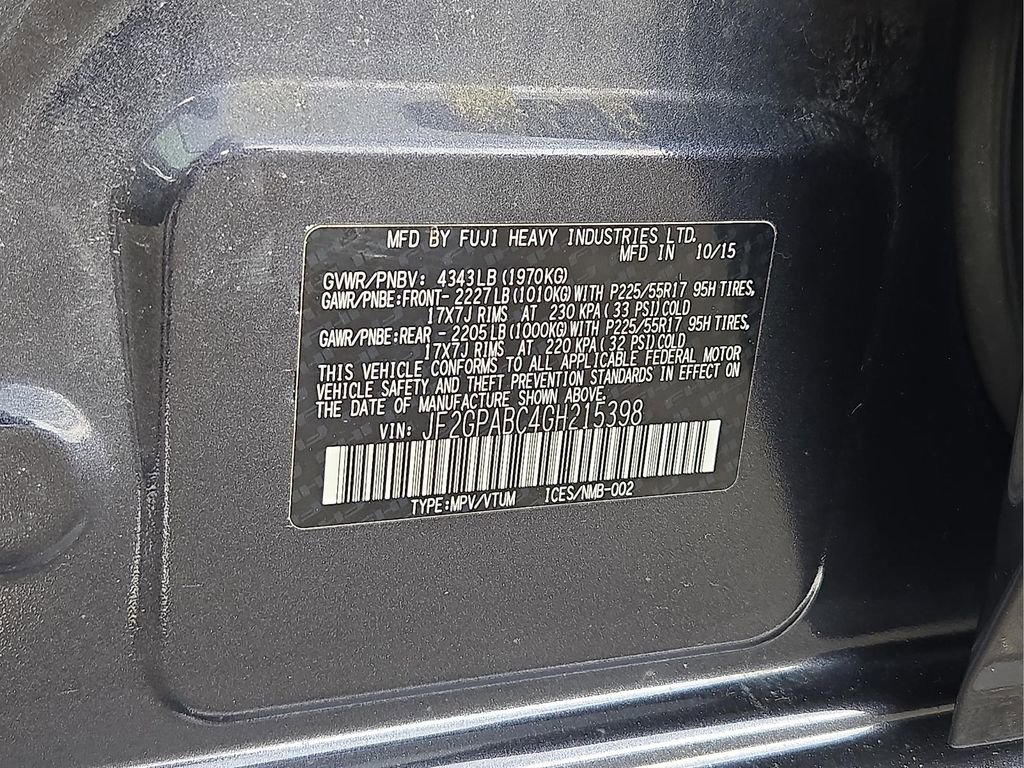 MFD BY FUJI HEAVY INDUSTRIES LTD.
MFD IN 10/15
GVWR/PNBV: 4343LB (1970KG)
GAWR/PNBE:FRONT-2227LB (1010KG) WITH P225/55R17 95H TIRES,
17X7J RIMS AT 230 KPA (33 PSI) COLD
GAWR/PNBE:REAR -2205LB (1000KG) WITH P225/55R17 95H TIRES,
17X7J RIMS AT 220 KPA (32 PSI) COLD
THIS VEHICLE CONFORMS TO ALL APPLICABLE FEDERAL MOTOR
VEHICLE SAFETY AND THEFT PREVENTION STANDARDS IN EFFECT ON
THE DATE OF MANUFACTURE SHOWN ABOVE.
VIN: JF2GPABC4GH215398
TYPE:MPV/VTUM ICES/NMB-002